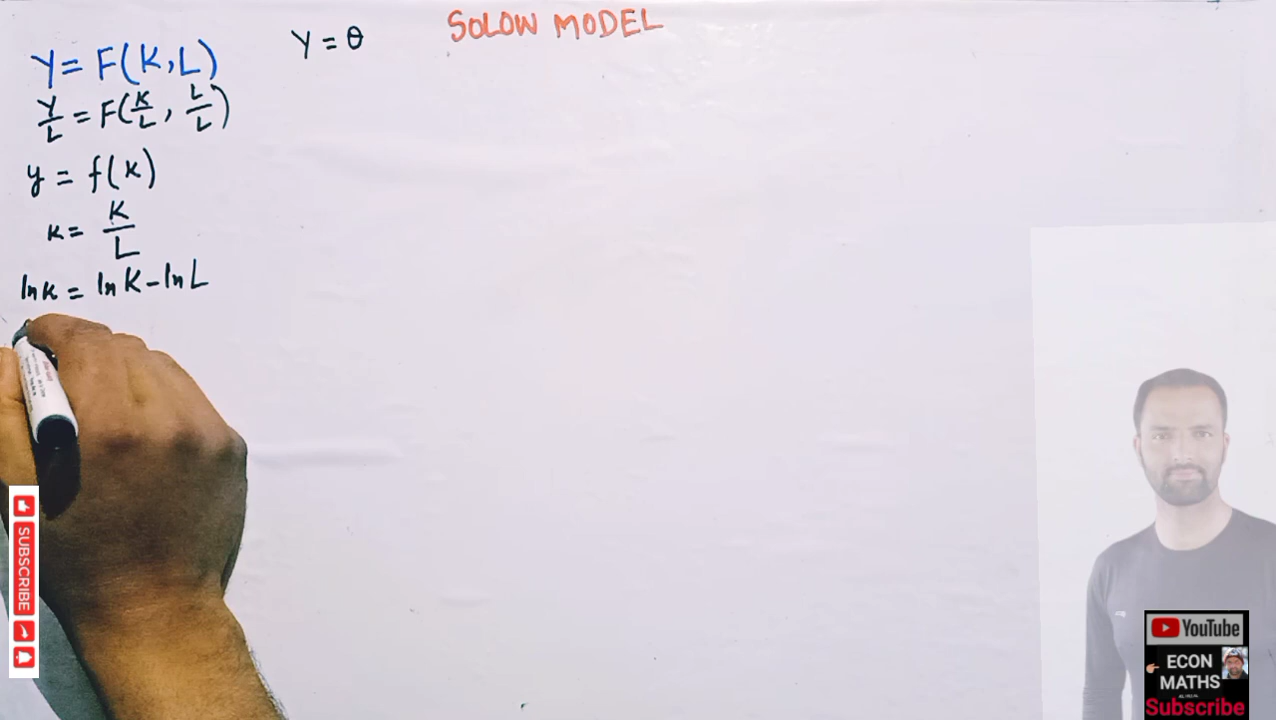 SOLOW MODEL
Y = F(K,L)
Y = θ
Y/L = F(K/L, L/L)
y = f(k)
k = K/L
ln k = ln K - ln L
SUBSCRIBE
YouTube
ECON
MATHS
Subscribe